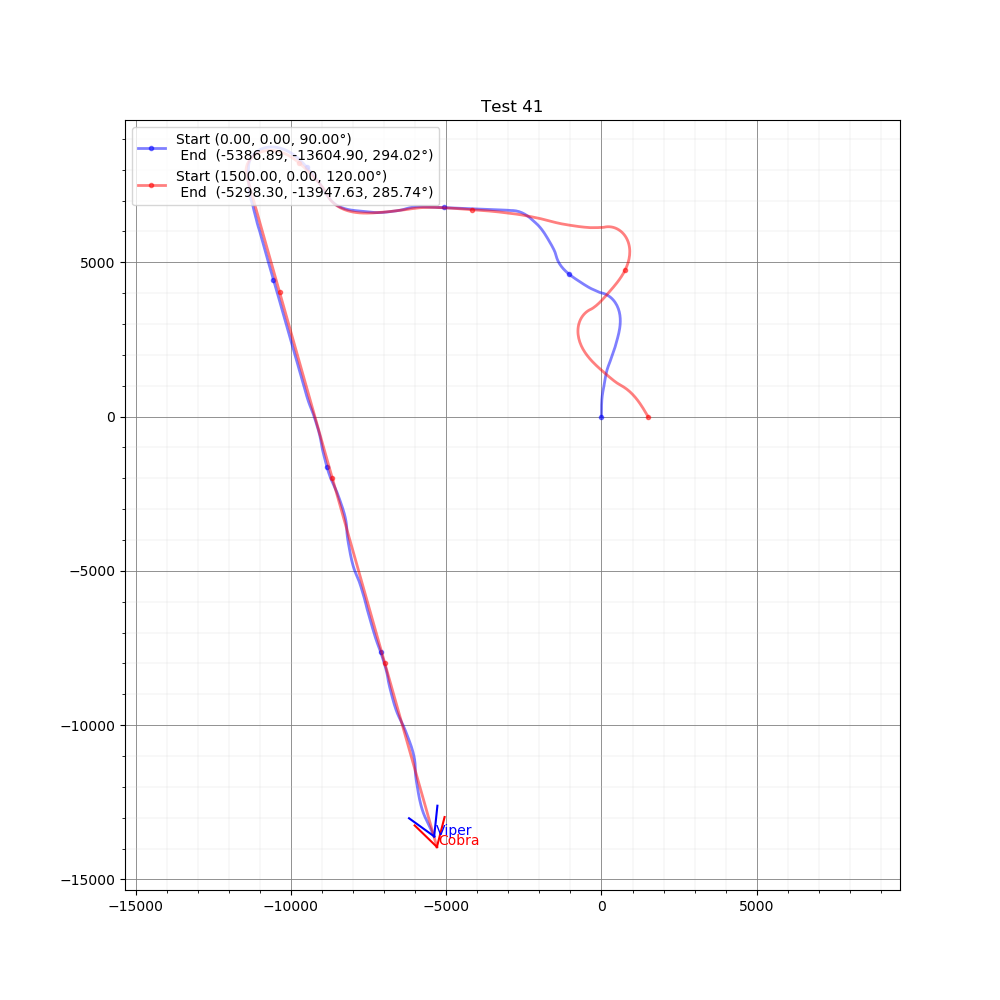 Test 41
Start (0.00, 0.00, 90.00°)
End (-5386.89, -13604.90, 294.02°)
Start (1500.00, 0.00, 120.00°)
End (-5298.30, -13947.63, 285.74°)
5000
0
−5000
−10000
−15000
Viper
Cobra
−15000 −10000 −5000 0 5000